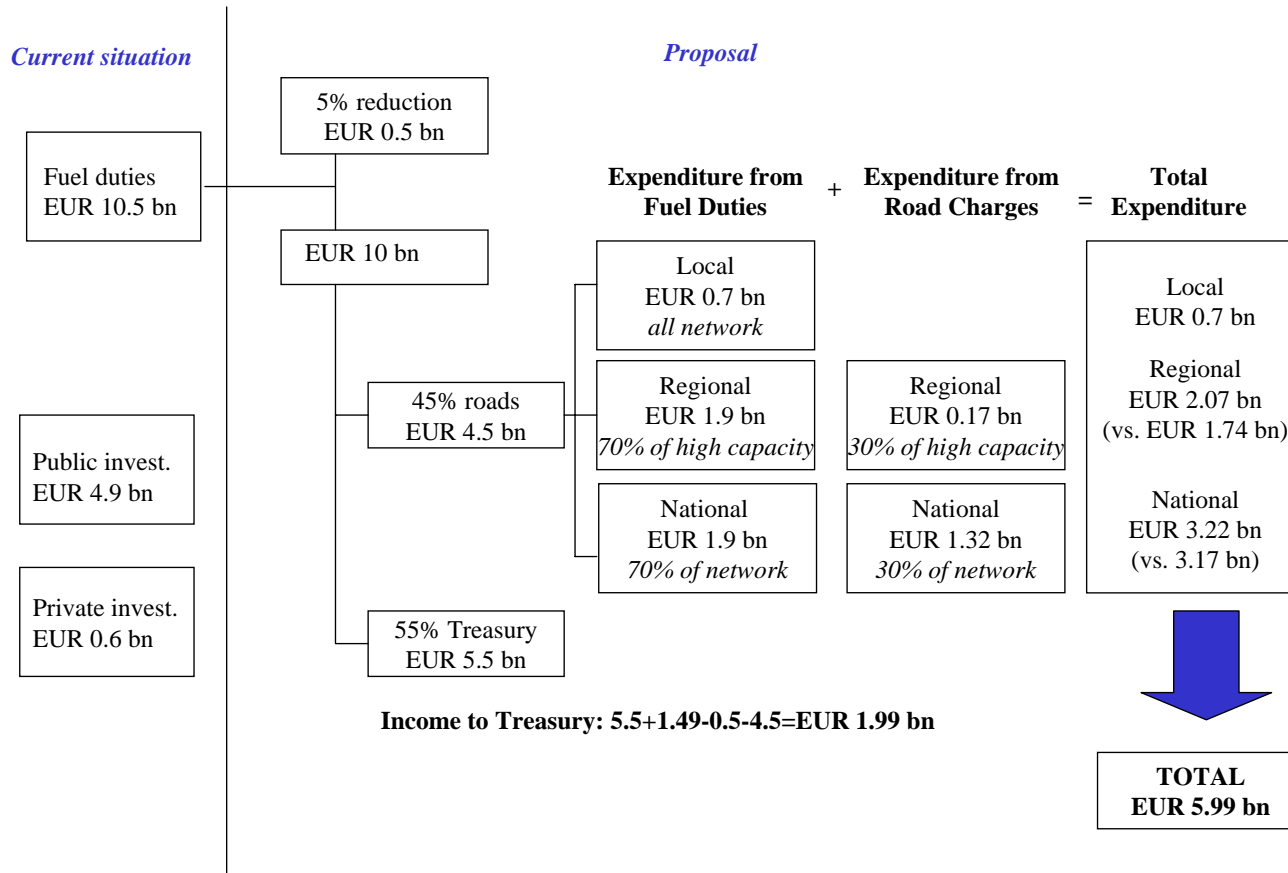 Current situation
Proposal
5% reduction
EUR 0.5 bn
Fuel duties
EUR 10.5 bn
EUR 10 bn
Expenditure from
Fuel Duties
+
Expenditure from
Road Charges
=
Total
Expenditure
Local
EUR 0.7 bn
all network
45% roads
EUR 4.5 bn
Regional
EUR 1.9 bn
70% of high capacity
Regional
EUR 0.17 bn
30% of high capacity
National
EUR 1.9 bn
70% of network
National
EUR 1.32 bn
30% of network
Local
EUR 0.7 bn
Regional
EUR 2.07 bn
(vs. EUR 1.74 bn)
National
EUR 3.22 bn
(vs. 3.17 bn)
Public invest.
EUR 4.9 bn
Private invest.
EUR 0.6 bn
55% Treasury
EUR 5.5 bn
Income to Treasury: 5.5+1.49-0.5-4.5=EUR 1.99 bn
TOTAL
EUR 5.99 bn